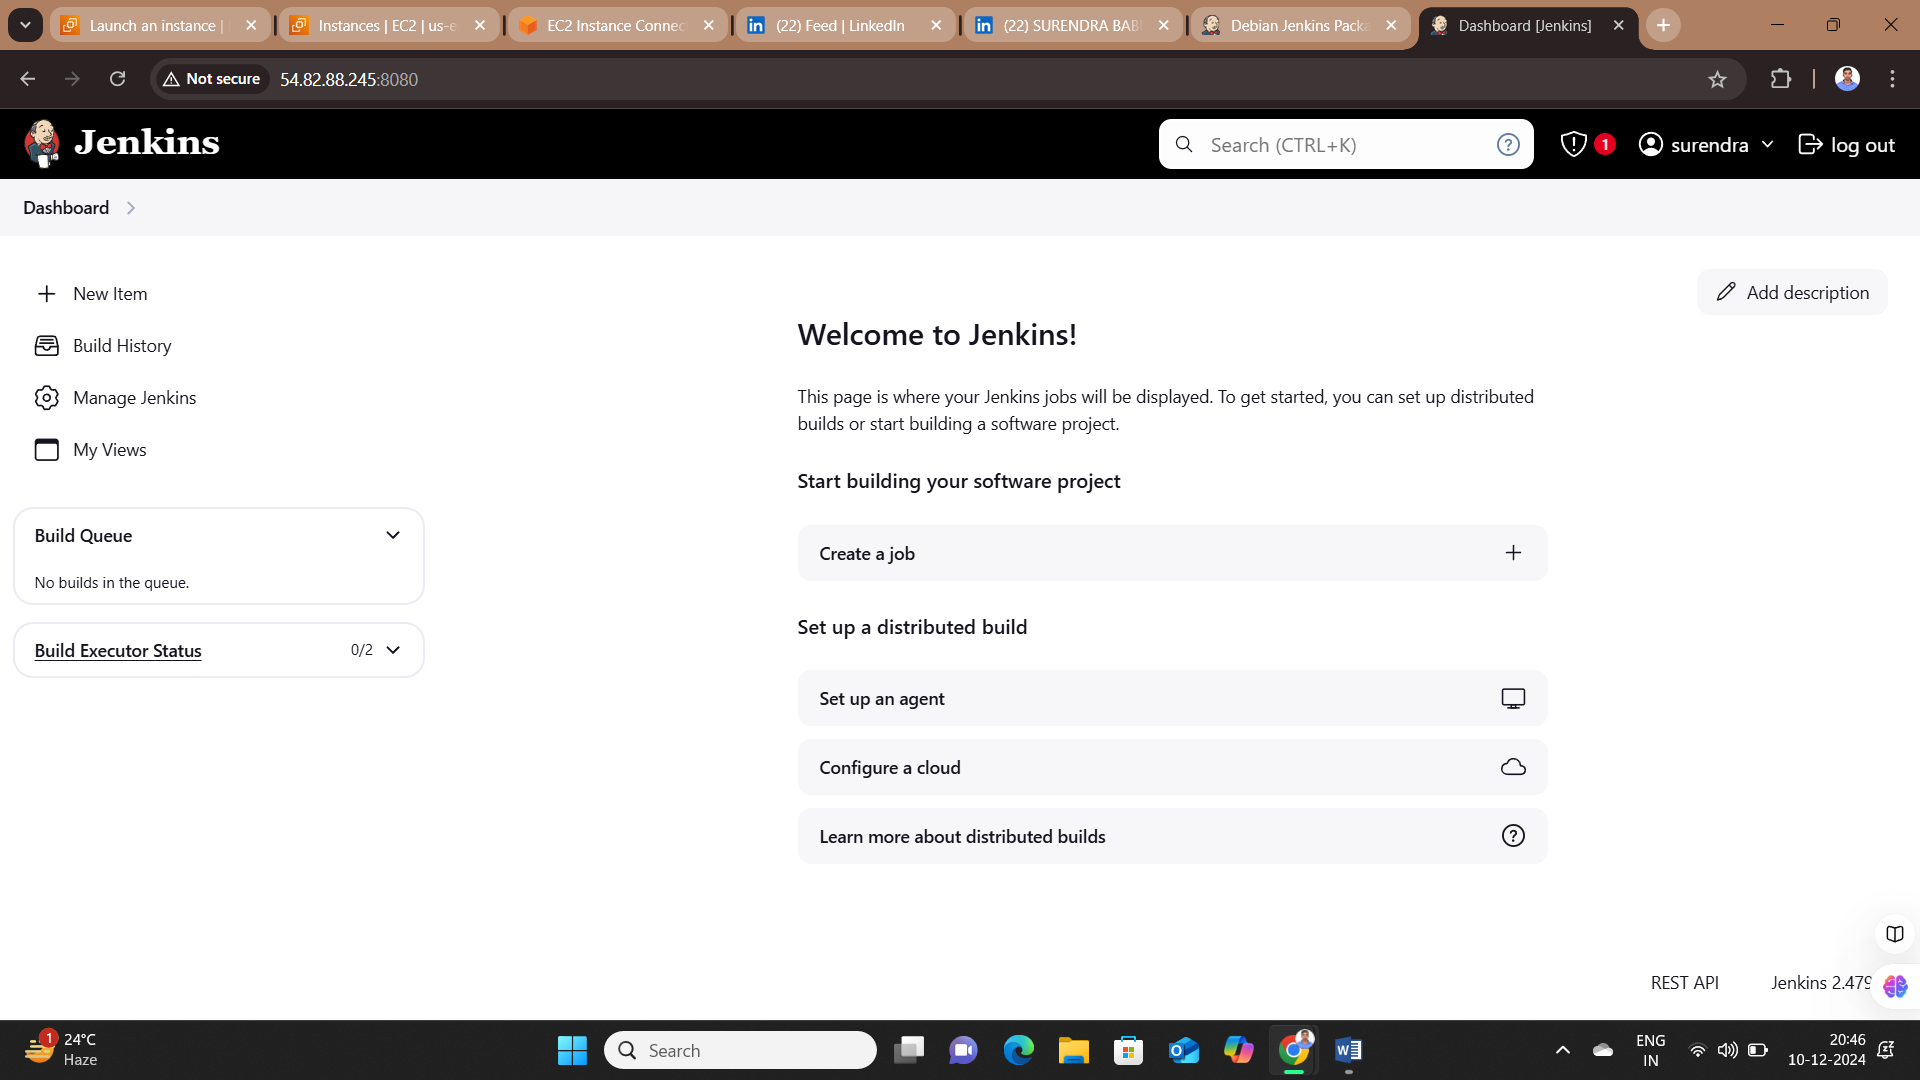 Launch an instance |
Instances | EC2 | us-e
EC2 Instance Connec
(22) Feed | LinkedIn
(22) SURENDRA BAB
Debian Jenkins Packa
Dashboard [Jenkins]
Not secure
54.82.88.245:8080
Jenkins
Search (CTRL+K)
1
surendra
log out
Dashboard
New Item
Build History
Manage Jenkins
My Views
Build Queue
No builds in the queue.
Build Executor Status
0/2
Add description
Welcome to Jenkins!
This page is where your Jenkins jobs will be displayed. To get started, you can set up distributed
builds or start building a software project.
Start building your software project
Create a job
Set up a distributed build
Set up an agent
Configure a cloud
Learn more about distributed builds
REST API
Jenkins 2.479
1
24°C
Haze
Search
ENG
IN
20:46
10-12-2024